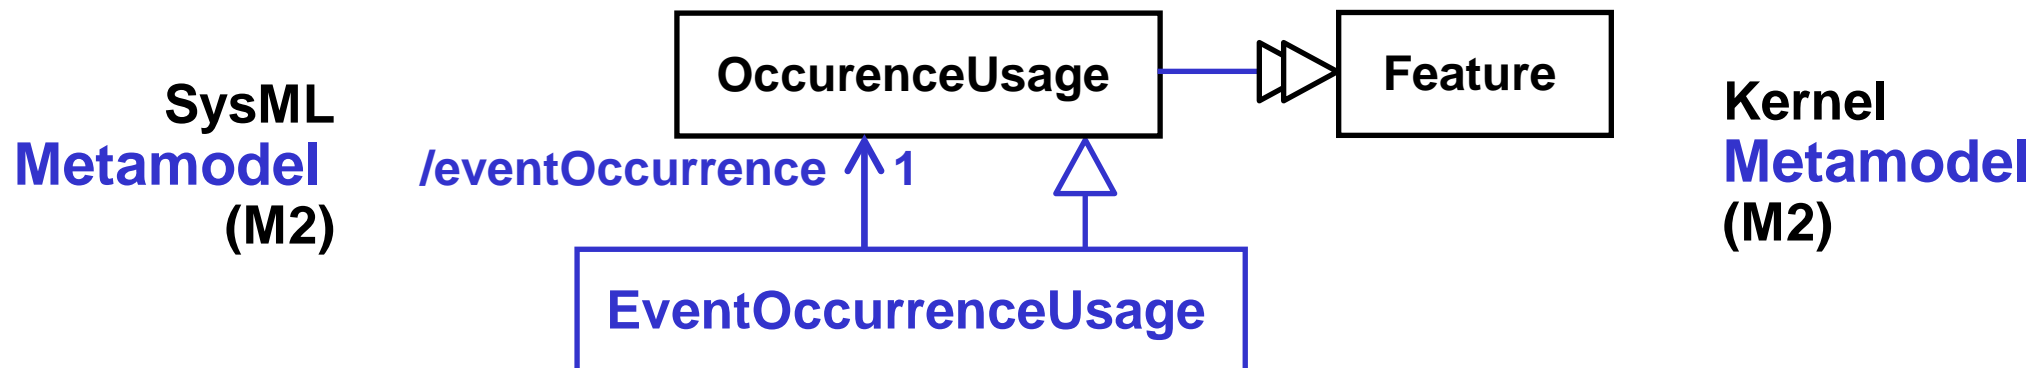 SysML
Metamodel
(M2)
OccurenceUsage
Feature
/eventOccurrence 1
EventOccurrenceUsage
Kernel
Metamodel
(M2)